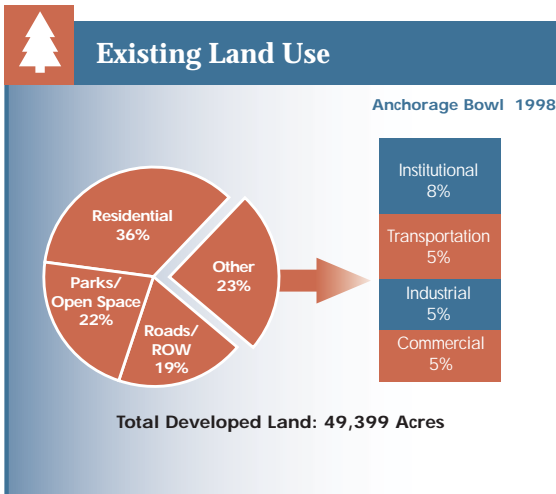 Existing Land Use
Anchorage Bowl 1998
Residential
36%
Other
23%
Parks/
Open Space
22%
Roads/
ROW
19%
Institutional
8%
Transportation
5%
Industrial
5%
Commercial
5%
Total Developed Land: 49,399 Acres